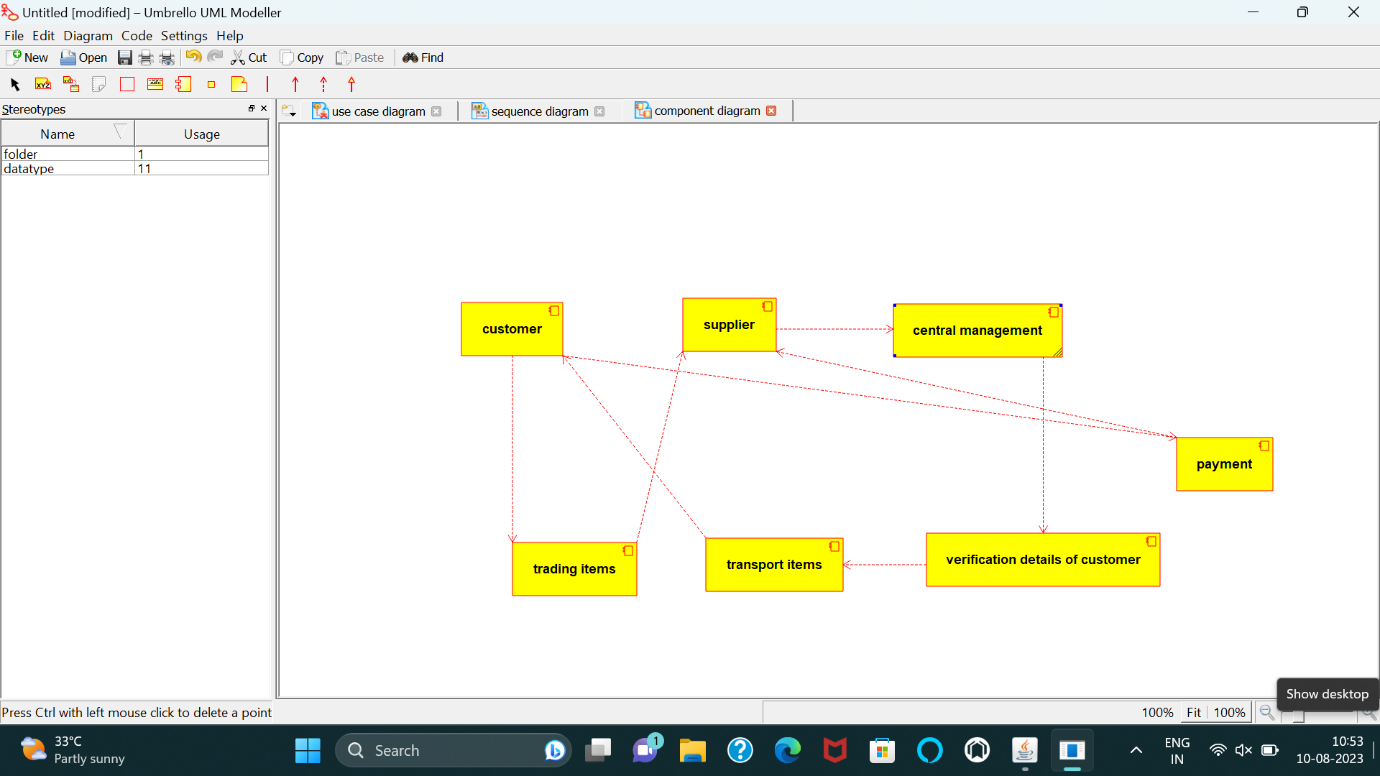 Untitled [modified] – Umbrello UML Modeller
File Edit Diagram Code Settings Help
New Open Cut Copy Paste Find
XYZ
Stereotypes
use case diagram sequence diagram component diagram
Name Usage
folder 1
datatype 11
customer
supplier
central management
payment
trading items
transport items
verification details of customer
Show desktop
Press Ctrl with left mouse click to delete a point
100% Fit 100%
33°C
Partly sunny
Search
1
ENG
IN
10:53
10-08-2023